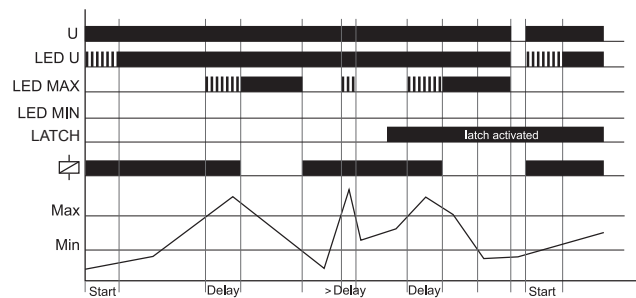 U
LED U
LED MAX
LED MIN
LATCH
latch activated
Max
Min
Start
Delay
>Delay
Delay
Start